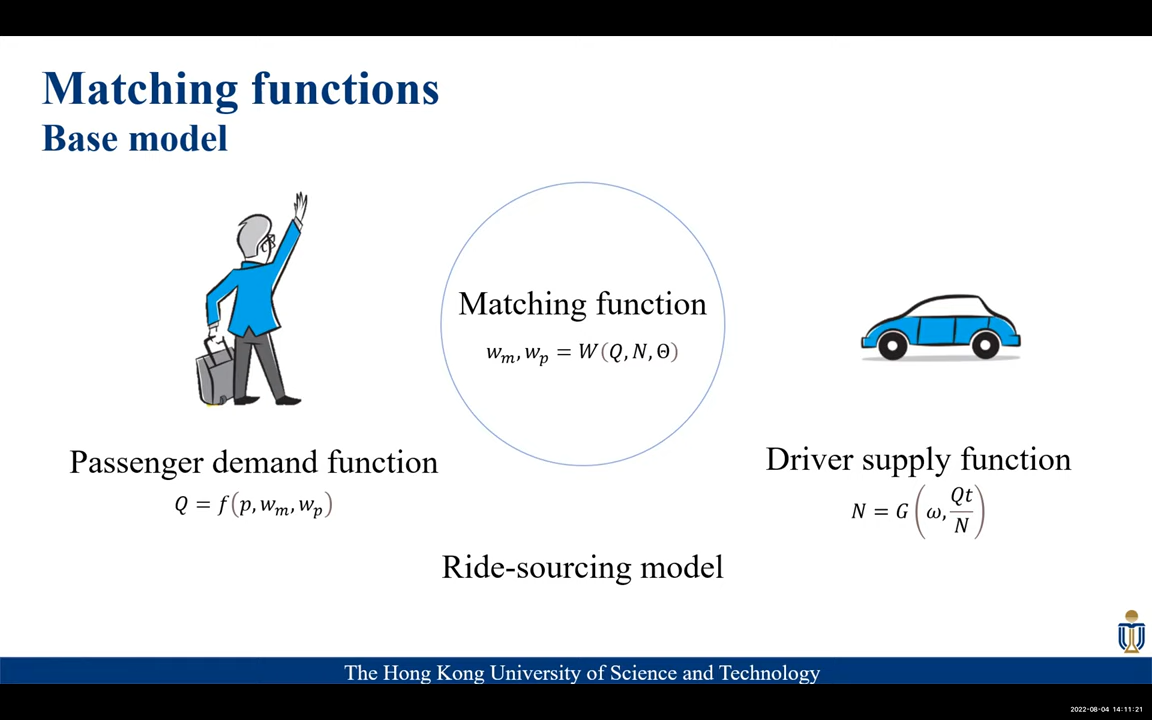 Matching functions
Base model
Matching function
w_m, w_p = W(Q, N, Θ)
Passenger demand function
Q = f(p, w_m, w_p)
Driver supply function
N = G(ω, Qt/N)
Ride-sourcing model
The Hong Kong University of Science and Technology
2022-08-04 14:11:21